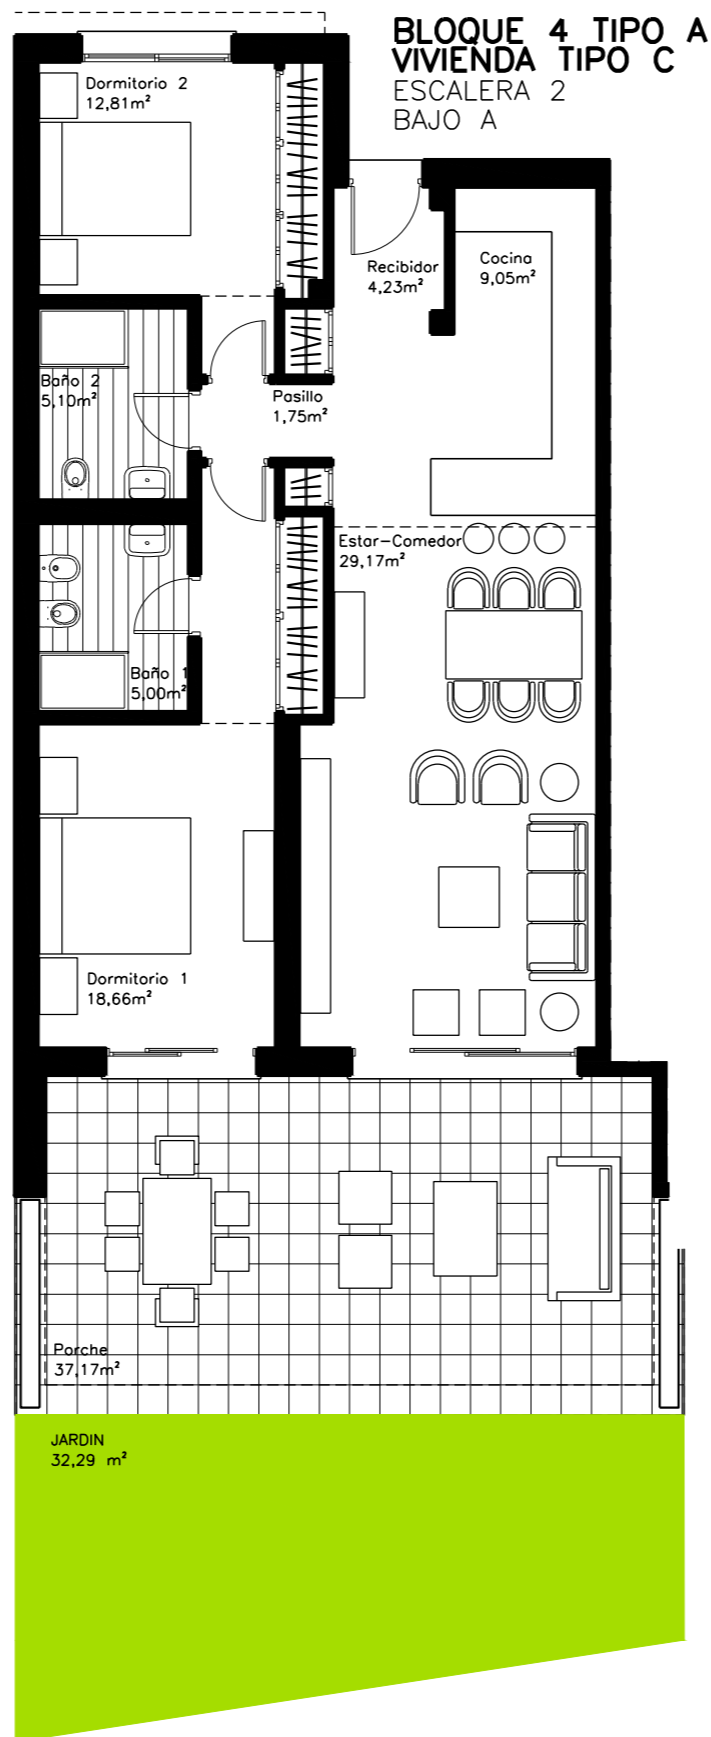 BLOQUE 4 TIPO A
VIVIENDA TIPO C
ESCALERA 2
BAJO A
Dormitorio 2
12,81m²
Recibidor
4,23m²
Cocina
9,05m²
Baño 2
5,10m²
Pasillo
1,75m²
Estar-Comedor
29,17m²
Baño 1
5,00m²
Dormitorio 1
18,66m²
Porche
37,17m²
JARDIN
32,29 m²